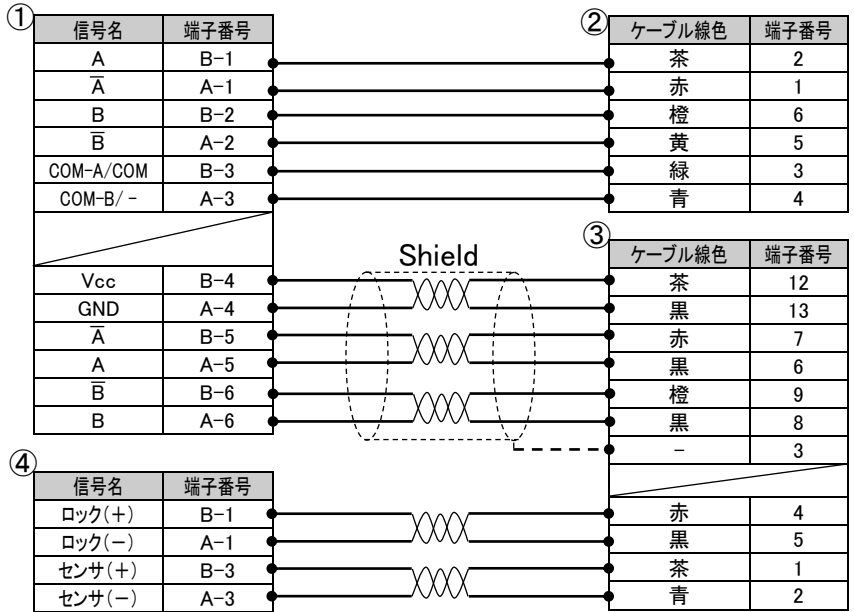 ①
信号名 端子番号
A B-1
A̅ A-1
B B-2
B̅ A-2
COM-A/COM B-3
COM-B/- A-3
Vcc B-4
GND A-4
A̅ B-5
A A-5
B̅ B-6
B A-6
②
ケーブル線色 端子番号
茶 2
赤 1
橙 6
黄 5
緑 3
青 4
Shield
③
ケーブル線色 端子番号
茶 12
黒 13
赤 7
黒 6
橙 9
黒 8
- 3
赤 4
黒 5
茶 1
青 2
④
信号名 端子番号
ロック(+) B-1
ロック(-) A-1
センサ(+) B-3
センサ(-) A-3